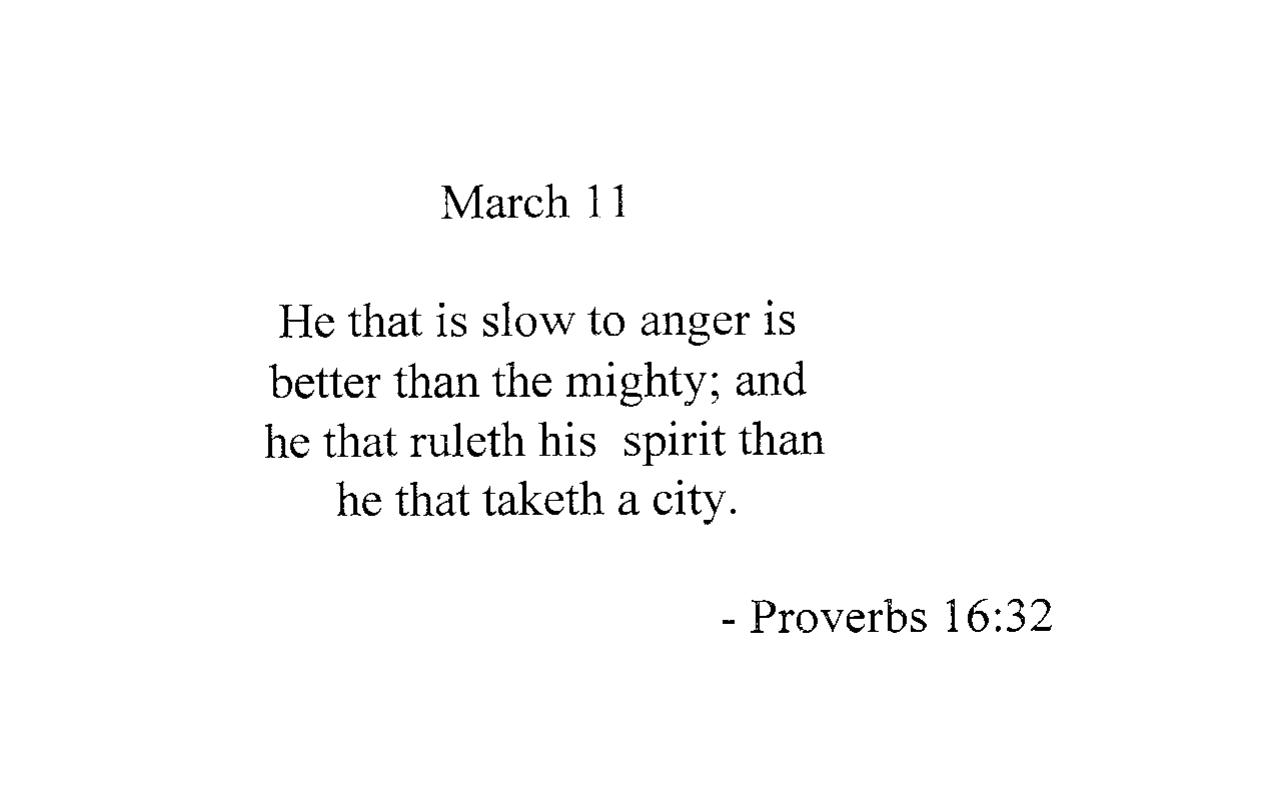 March 11
He that is slow to anger is
better than the mighty; and
he that ruleth his  spirit than
he that taketh a city.
- Proverbs 16:32